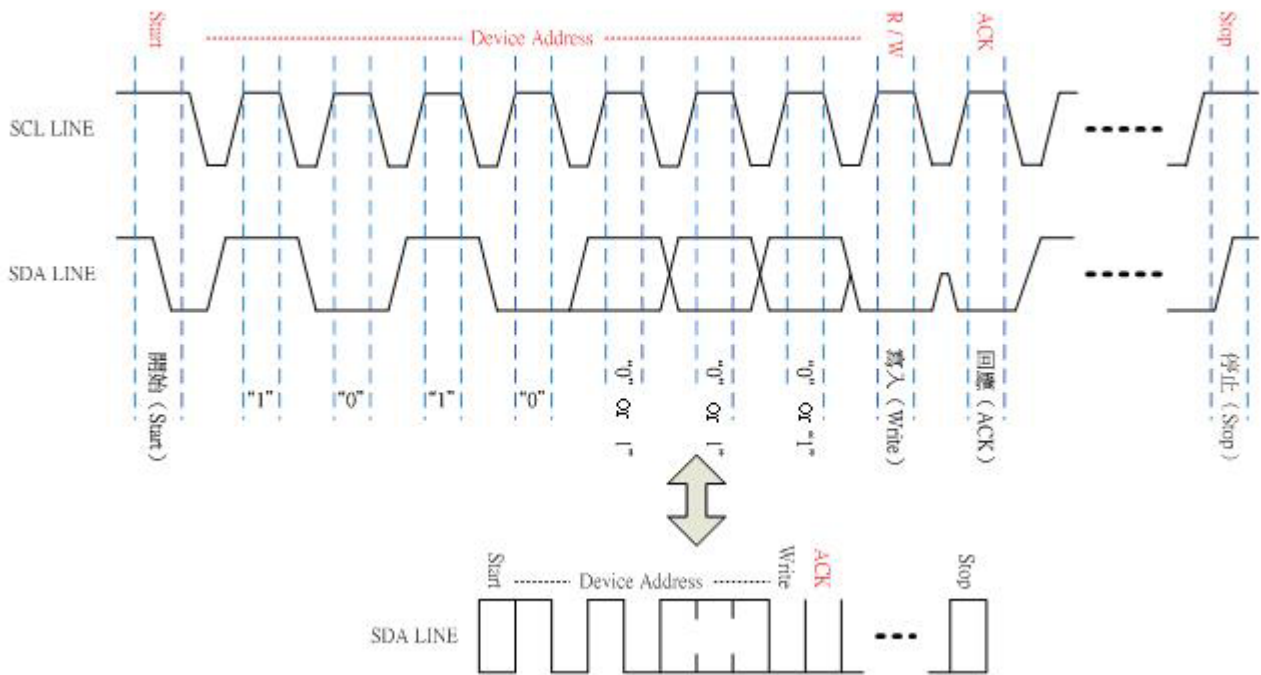 Start
Device Address
R / W
ACK
Stop
SCL LINE
SDA LINE
開始（Start）
“1”
“0”
“1”
“0”
“0” or 1”
“0” or 1”
“0” or “1”
寫入（Write）
回應（ACK）
停止（Stop）
Start
Device Address
Write
ACK
Stop
SDA LINE